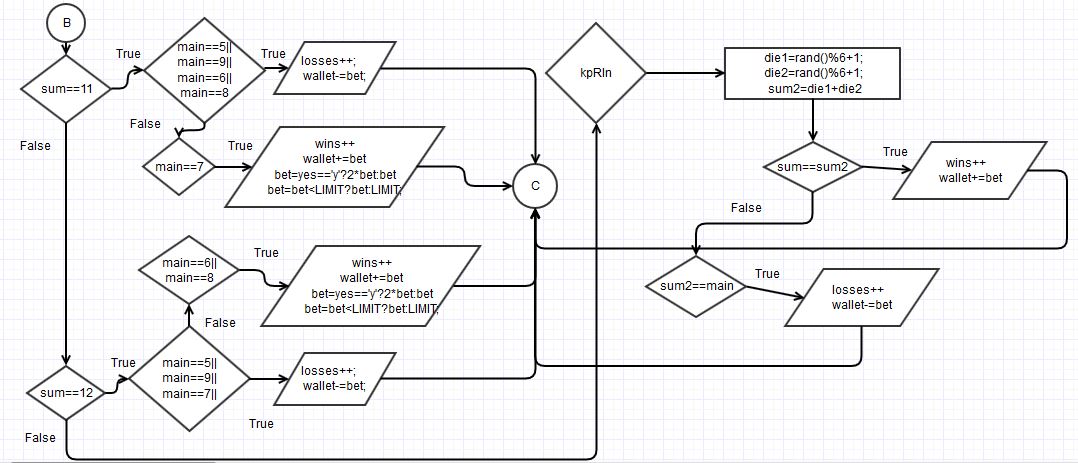 B
sum==11
True
main==5||
main==9||
main==6||
main==8
True
losses++;
wallet-=bet;
False
main==7
True
wins++
wallet+=bet
bet=yes=='y'?2*bet:bet
bet=bet<LIMIT?bet:LIMIT;
False
C
main==6||
main==8
True
wins++
wallet+=bet
bet=yes=='y'?2*bet:bet
bet=bet<LIMIT?bet:LIMIT;
False
sum==12
True
main==5||
main==9||
main==7||
True
losses++;
wallet-=bet;
False
kpRln
die1=rand()%6+1;
die2=rand()%6+1;
sum2=die1+die2
sum==sum2
True
wins++
wallet+=bet
False
sum2==main
True
losses++
wallet-=bet